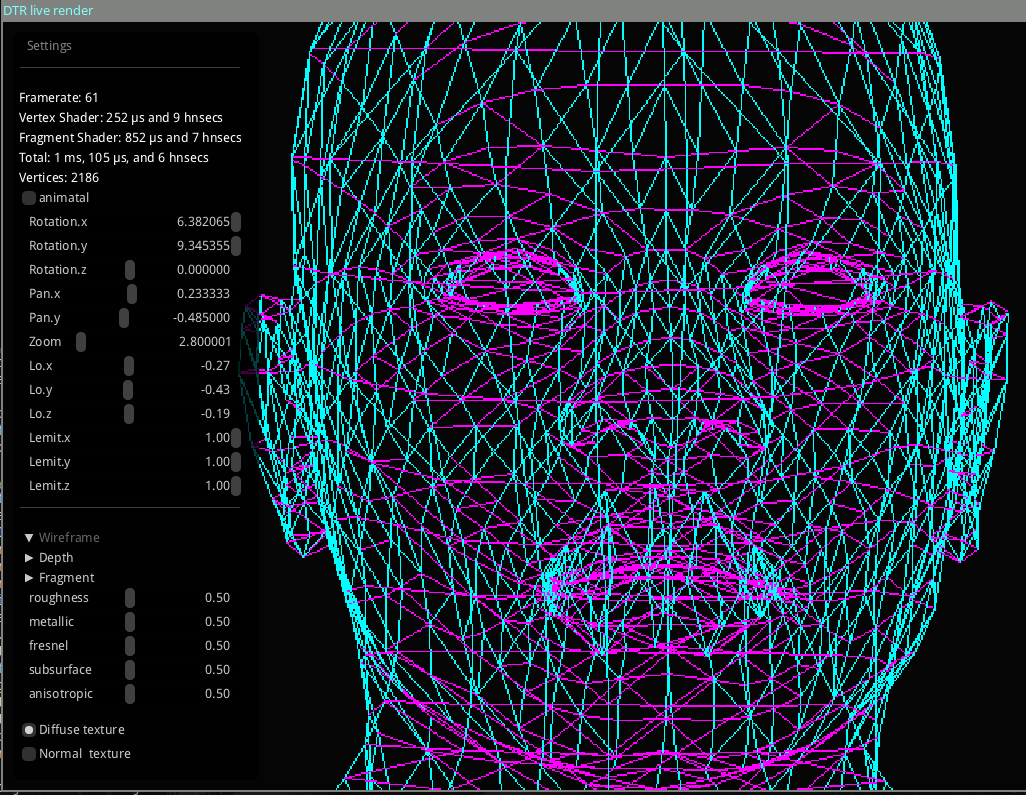 DTR live render
Settings
Framerate: 61
Vertex Shader: 252 µs and 9 hnsecs
Fragment Shader: 852 µs and 7 hnsecs
Total: 1 ms, 105 µs, and 6 hnsecs
Vertices: 2186
animatal
Rotation.x 6.382065
Rotation.y 9.345355
Rotation.z 0.000000
Pan.x 0.233333
Pan.y -0.485000
Zoom 2.800001
Lo.x -0.27
Lo.y -0.43
Lo.z -0.19
Lemit.x 1.00
Lemit.y 1.00
Lemit.z 1.00
Wireframe
Depth
Fragment
roughness 0.50
metallic 0.50
fresnel 0.50
subsurface 0.50
anisotropic 0.50
Diffuse texture
Normal texture